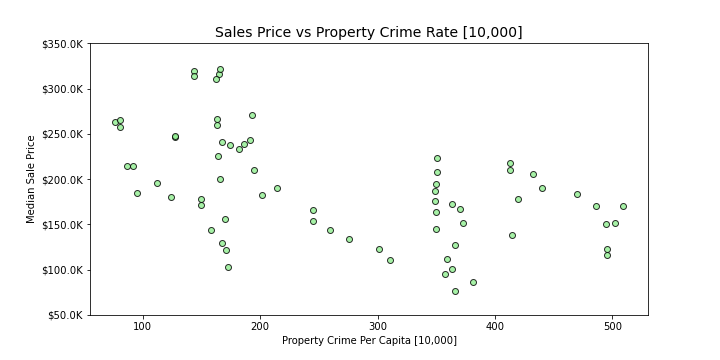 Sales Price vs Property Crime Rate [10,000]
$350.0K
$300.0K
$250.0K
$200.0K
$150.0K
$100.0K
$50.0K
Median Sale Price
100 200 300 400 500
Property Crime Per Capita [10,000]